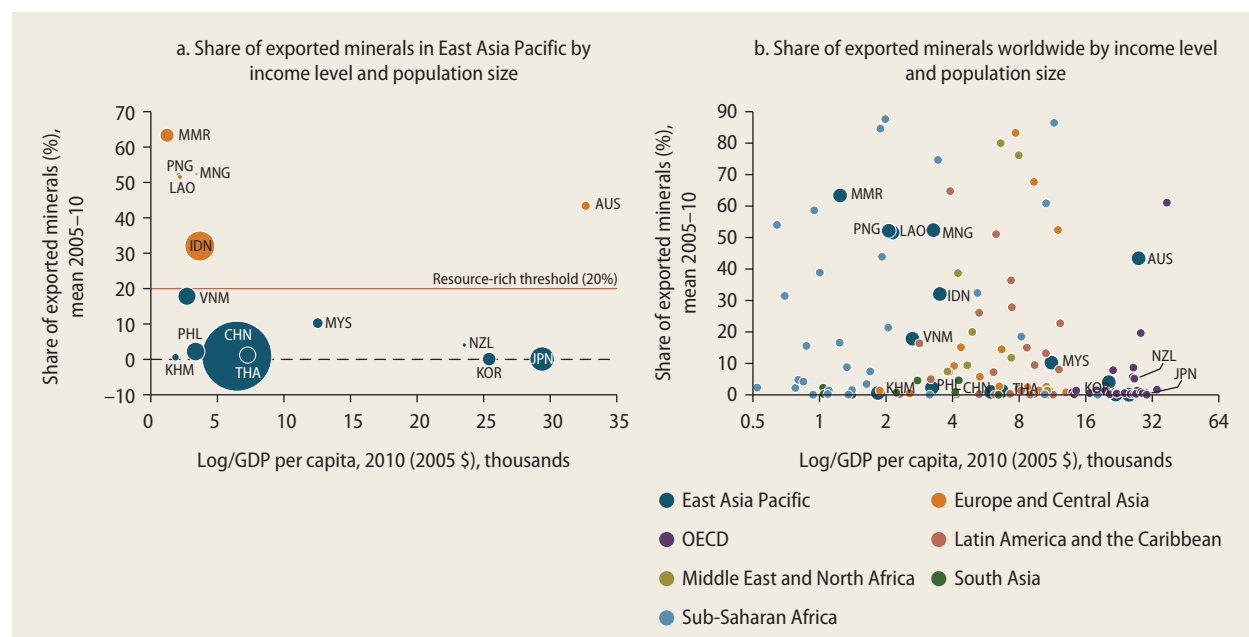 a. Share of exported minerals in East Asia Pacific by
income level and population size
Share of exported minerals (%),
mean 2005–10
70
60
50
40
30
20
10
0
−10
MMR
PNG
MNG
LAO
AUS
IDN
Resource-rich threshold (20%)
VNM
PHL
CHN
MYS
NZL
KHM
THA
KOR
JPN
0
5
10
15
20
25
30
35
Log/GDP per capita, 2010 (2005 $), thousands
b. Share of exported minerals worldwide by income level
and population size
Share of exported minerals (%),
mean 2005–10
90
80
70
60
50
40
30
20
10
0
MMR
PNG
LAO
MNG
AUS
IDN
VNM
MYS
NZL
JPN
KHM
PHL
CHN
THA
KOR
0.5
1
2
4
8
16
32
64
Log/GDP per capita, 2010 (2005 $), thousands
East Asia Pacific
Europe and Central Asia
OECD
Latin America and the Caribbean
Middle East and North Africa
South Asia
Sub-Saharan Africa